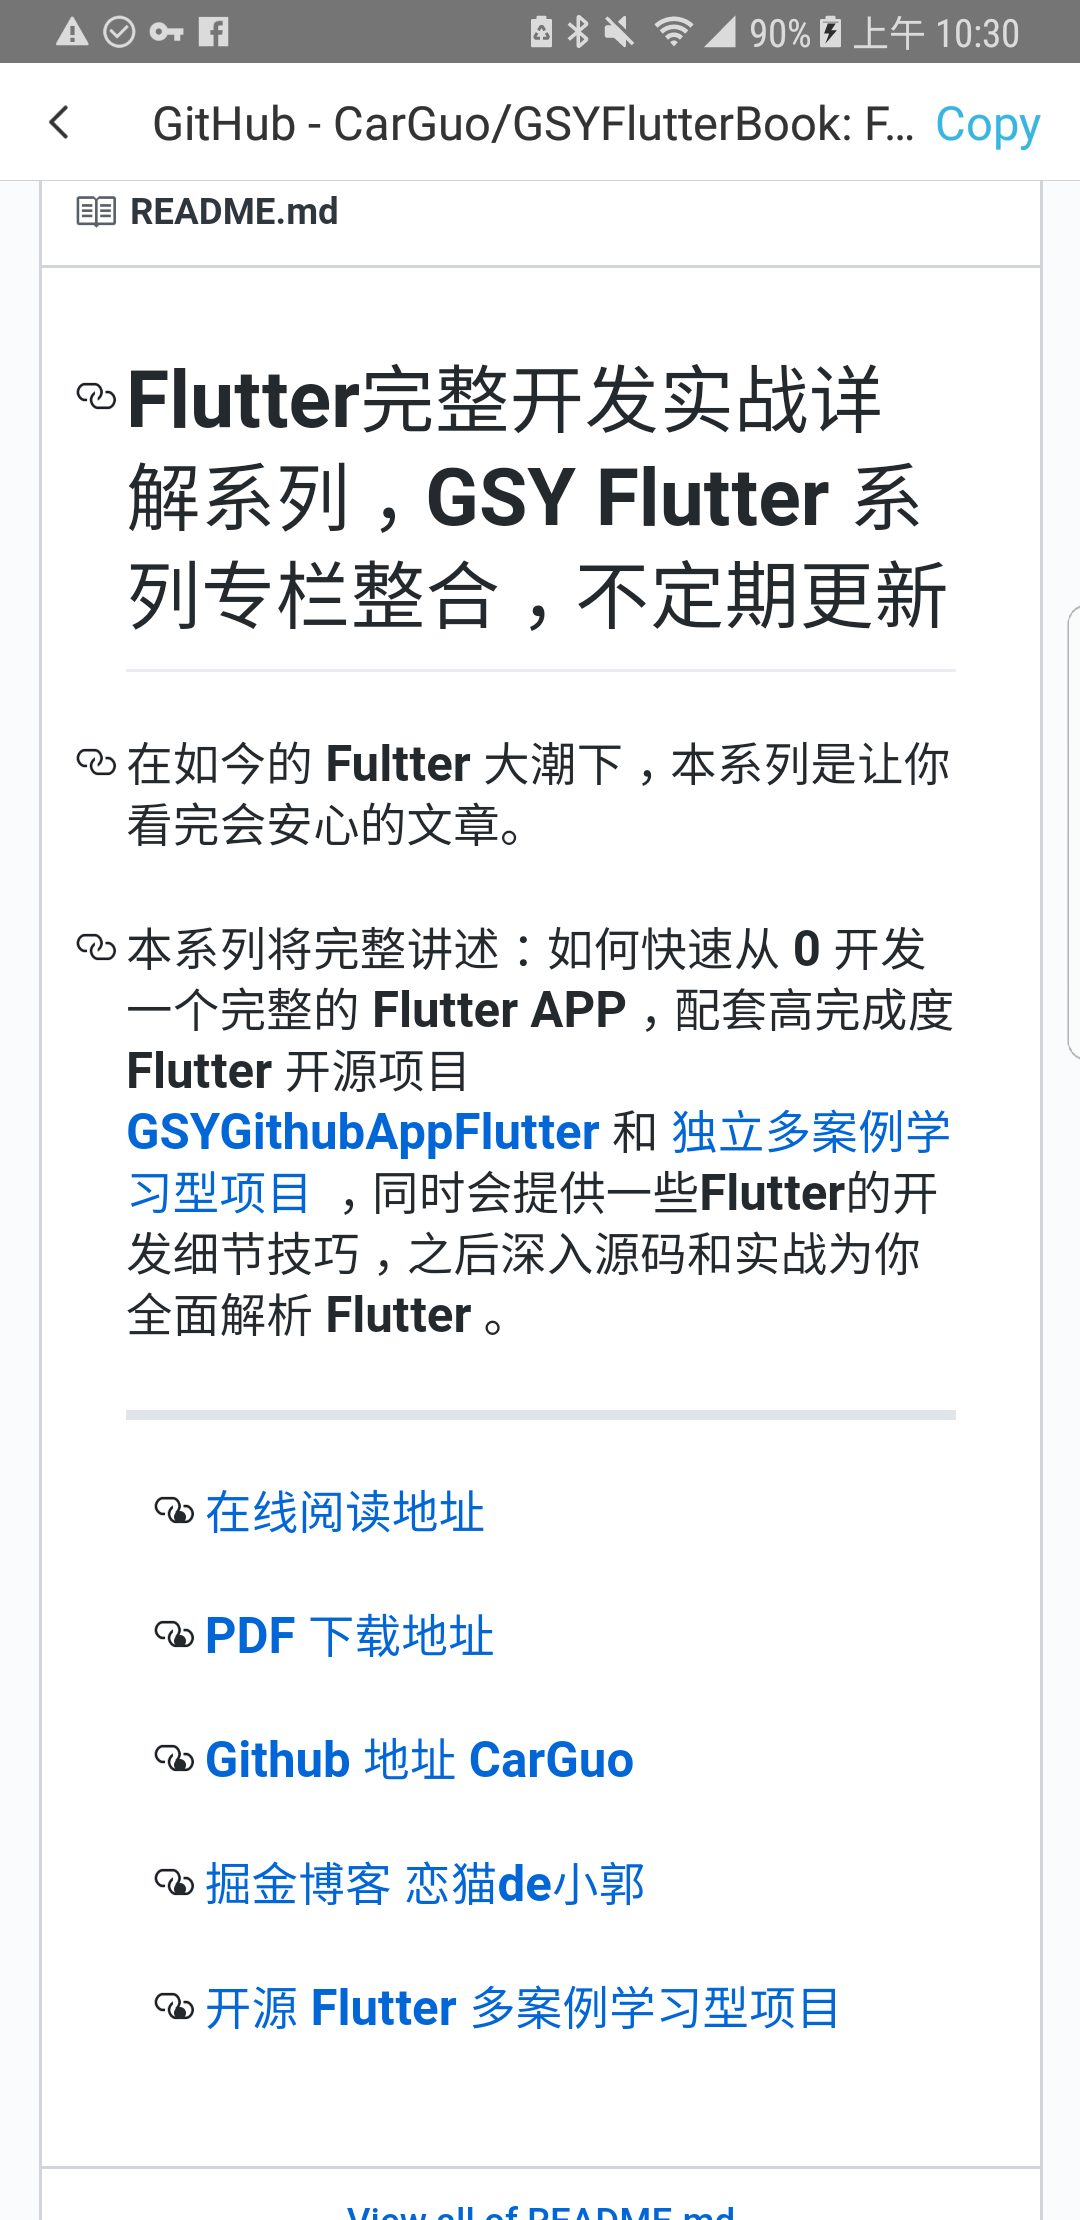 90% 上午 10:30
GitHub - CarGuo/GSYFlutterBook: F... Copy
README.md
Flutter完整开发实战详
解系列，GSY Flutter 系
列专栏整合，不定期更新
在如今的 Fultter 大潮下，本系列是让你
看完会安心的文章。
本系列将完整讲述：如何快速从 0 开发
一个完整的 Flutter APP，配套高完成度
Flutter 开源项目
GSYGithubAppFlutter 和 独立多案例学
习型项目 ，同时会提供一些Flutter的开
发细节技巧，之后深入源码和实战为你
全面解析 Flutter 。
在线阅读地址
PDF 下载地址
Github 地址 CarGuo
掘金博客 恋猫de小郭
开源 Flutter 多案例学习型项目
View all of README.md